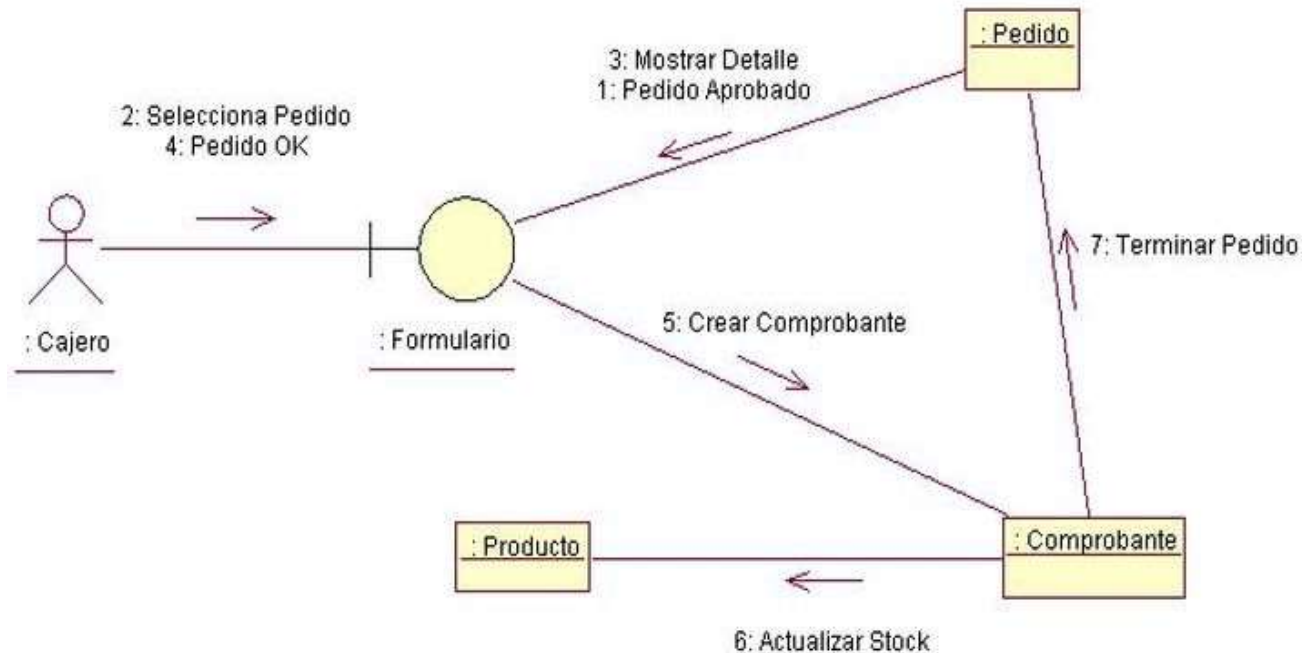 : Pedido
3: Mostrar Detalle
1: Pedido Aprobado
2: Selecciona Pedido
4: Pedido OK
7: Terminar Pedido
5: Crear Comprobante
: Cajero
: Formulario
: Producto
: Comprobante
6: Actualizar Stock